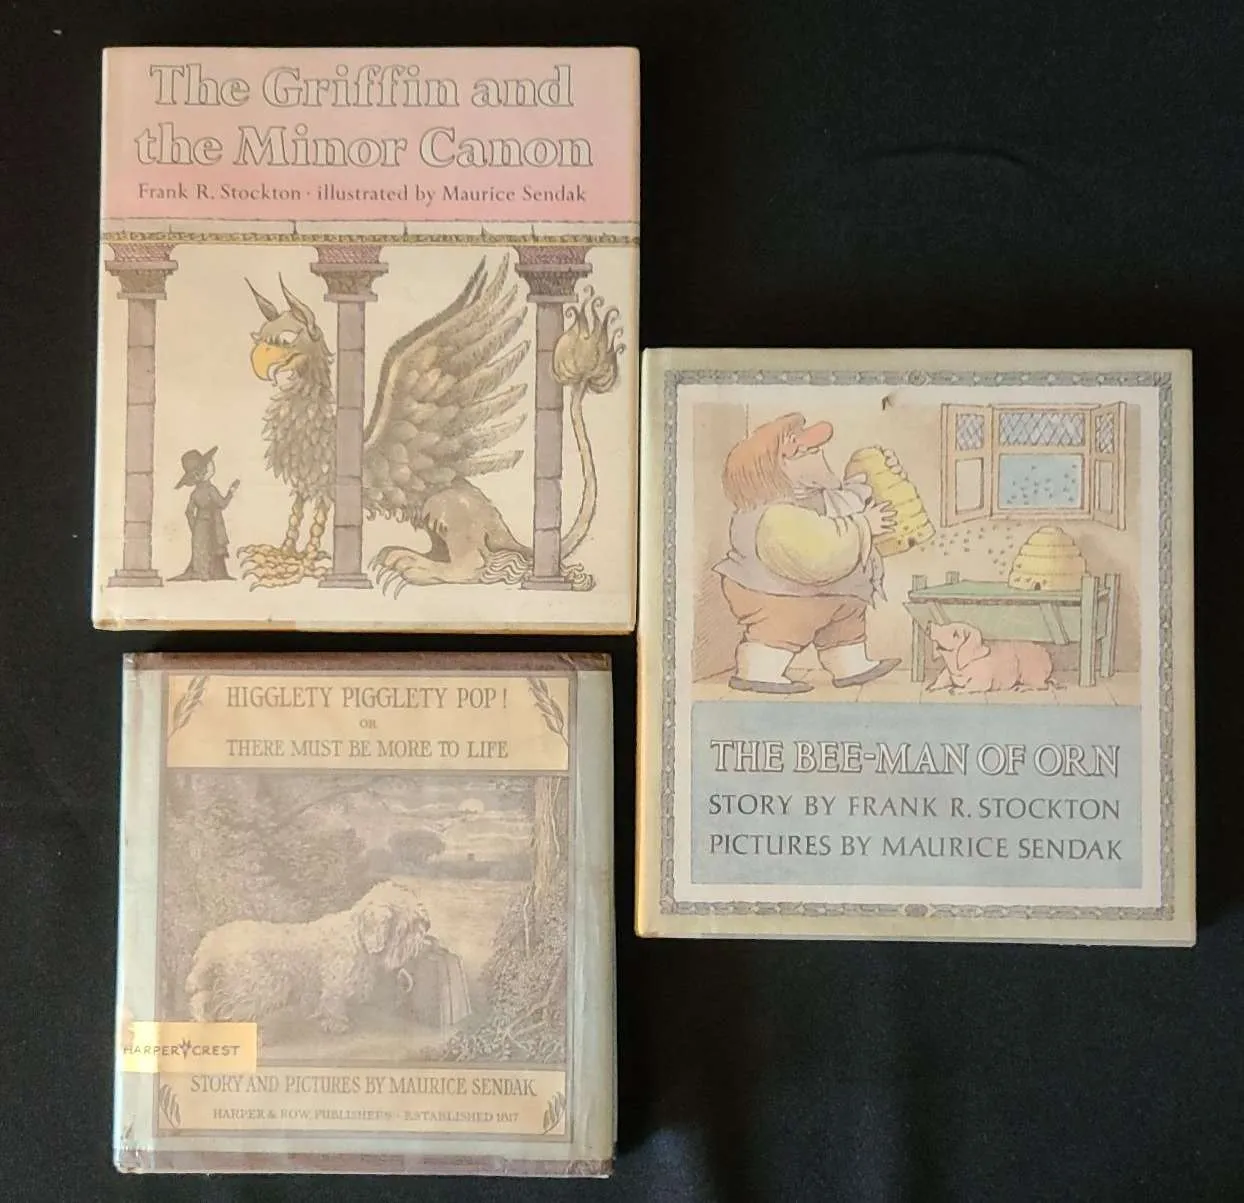 The Griffin and
the Minor Canon
Frank R. Stockton · illustrated by Maurice Sendak
HIGGLETY PIGGLETY POP!
OR
THERE MUST BE MORE TO LIFE
HARPER CREST
STORY AND PICTURES BY MAURICE SENDAK
HARPER & ROW, PUBLISHERS · ESTABLISHED 1817
THE BEE-MAN OF ORN
STORY BY FRANK R. STOCKTON
PICTURES BY MAURICE SENDAK